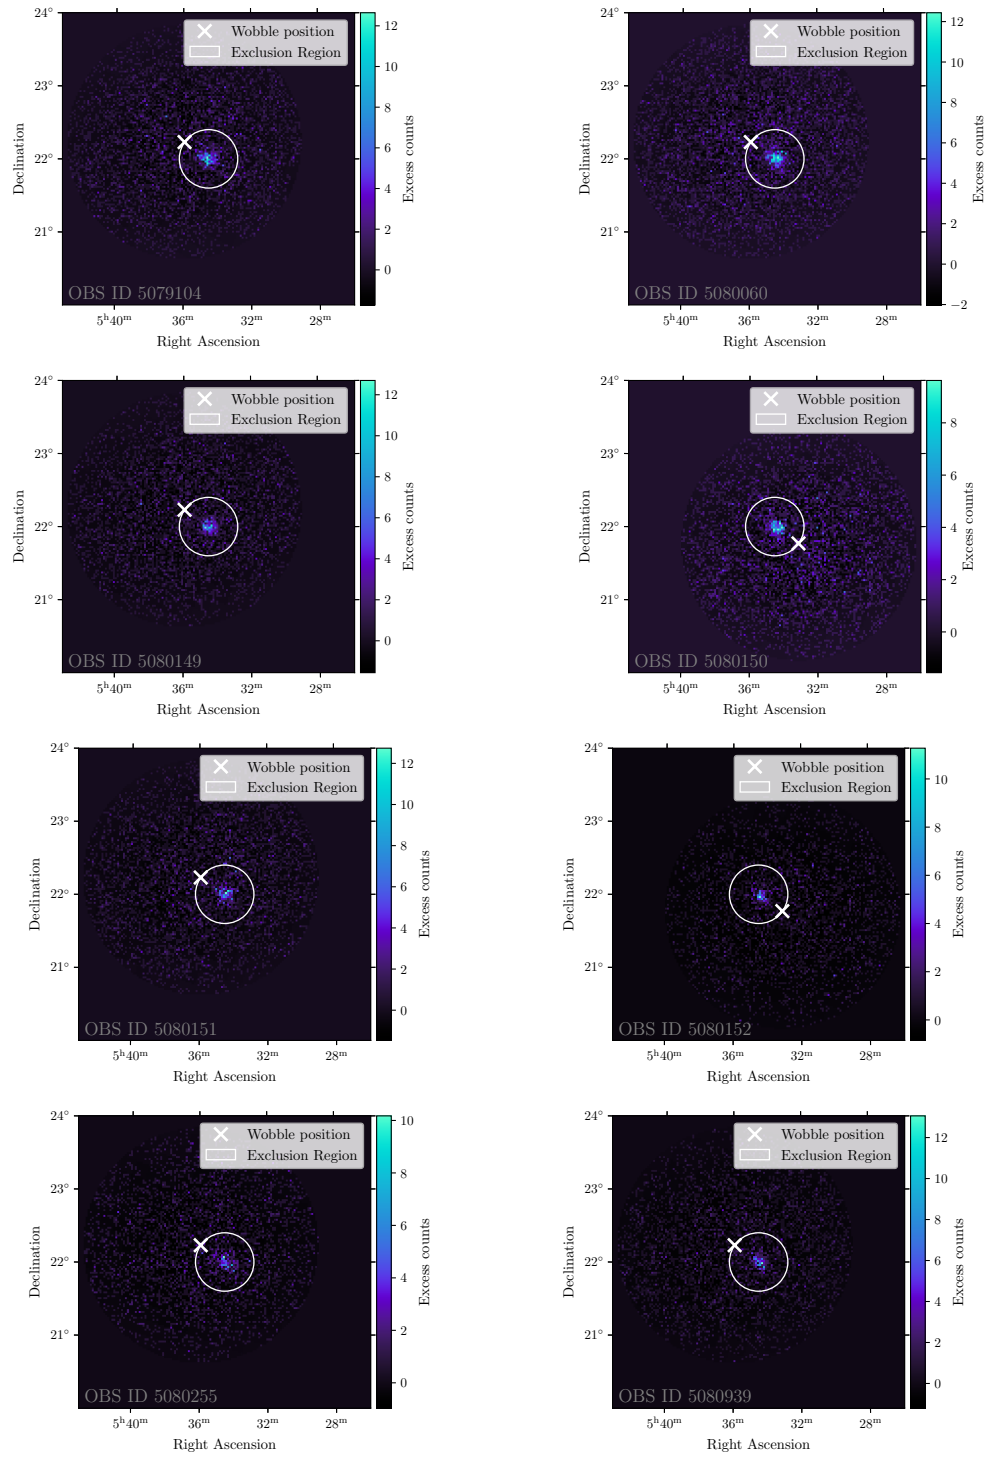 24°
23°
22°
21°
Declination
Wobble position
Exclusion Region
OBS ID 5079104
5ʰ40ᵐ 36ᵐ 32ᵐ 28ᵐ
Right Ascension
12
10
8
6
4
2
0
Excess counts
24°
23°
22°
21°
Declination
Wobble position
Exclusion Region
OBS ID 5080060
5ʰ40ᵐ 36ᵐ 32ᵐ 28ᵐ
Right Ascension
12
10
8
6
4
2
0
−2
Excess counts
24°
23°
22°
21°
Declination
Wobble position
Exclusion Region
OBS ID 5080149
5ʰ40ᵐ 36ᵐ 32ᵐ 28ᵐ
Right Ascension
12
10
8
6
4
2
0
Excess counts
24°
23°
22°
21°
Declination
Wobble position
Exclusion Region
OBS ID 5080150
5ʰ40ᵐ 36ᵐ 32ᵐ 28ᵐ
Right Ascension
8
6
4
2
0
Excess counts
24°
23°
22°
21°
Declination
Wobble position
Exclusion Region
OBS ID 5080151
5ʰ40ᵐ 36ᵐ 32ᵐ 28ᵐ
Right Ascension
12
10
8
6
4
2
0
Excess counts
24°
23°
22°
21°
Declination
Wobble position
Exclusion Region
OBS ID 5080152
5ʰ40ᵐ 36ᵐ 32ᵐ 28ᵐ
Right Ascension
10
8
6
4
2
0
Excess counts
24°
23°
22°
21°
Declination
Wobble position
Exclusion Region
OBS ID 5080255
5ʰ40ᵐ 36ᵐ 32ᵐ 28ᵐ
Right Ascension
10
8
6
4
2
0
Excess counts
24°
23°
22°
21°
Declination
Wobble position
Exclusion Region
OBS ID 5080939
5ʰ40ᵐ 36ᵐ 32ᵐ 28ᵐ
Right Ascension
12
10
8
6
4
2
0
Excess counts